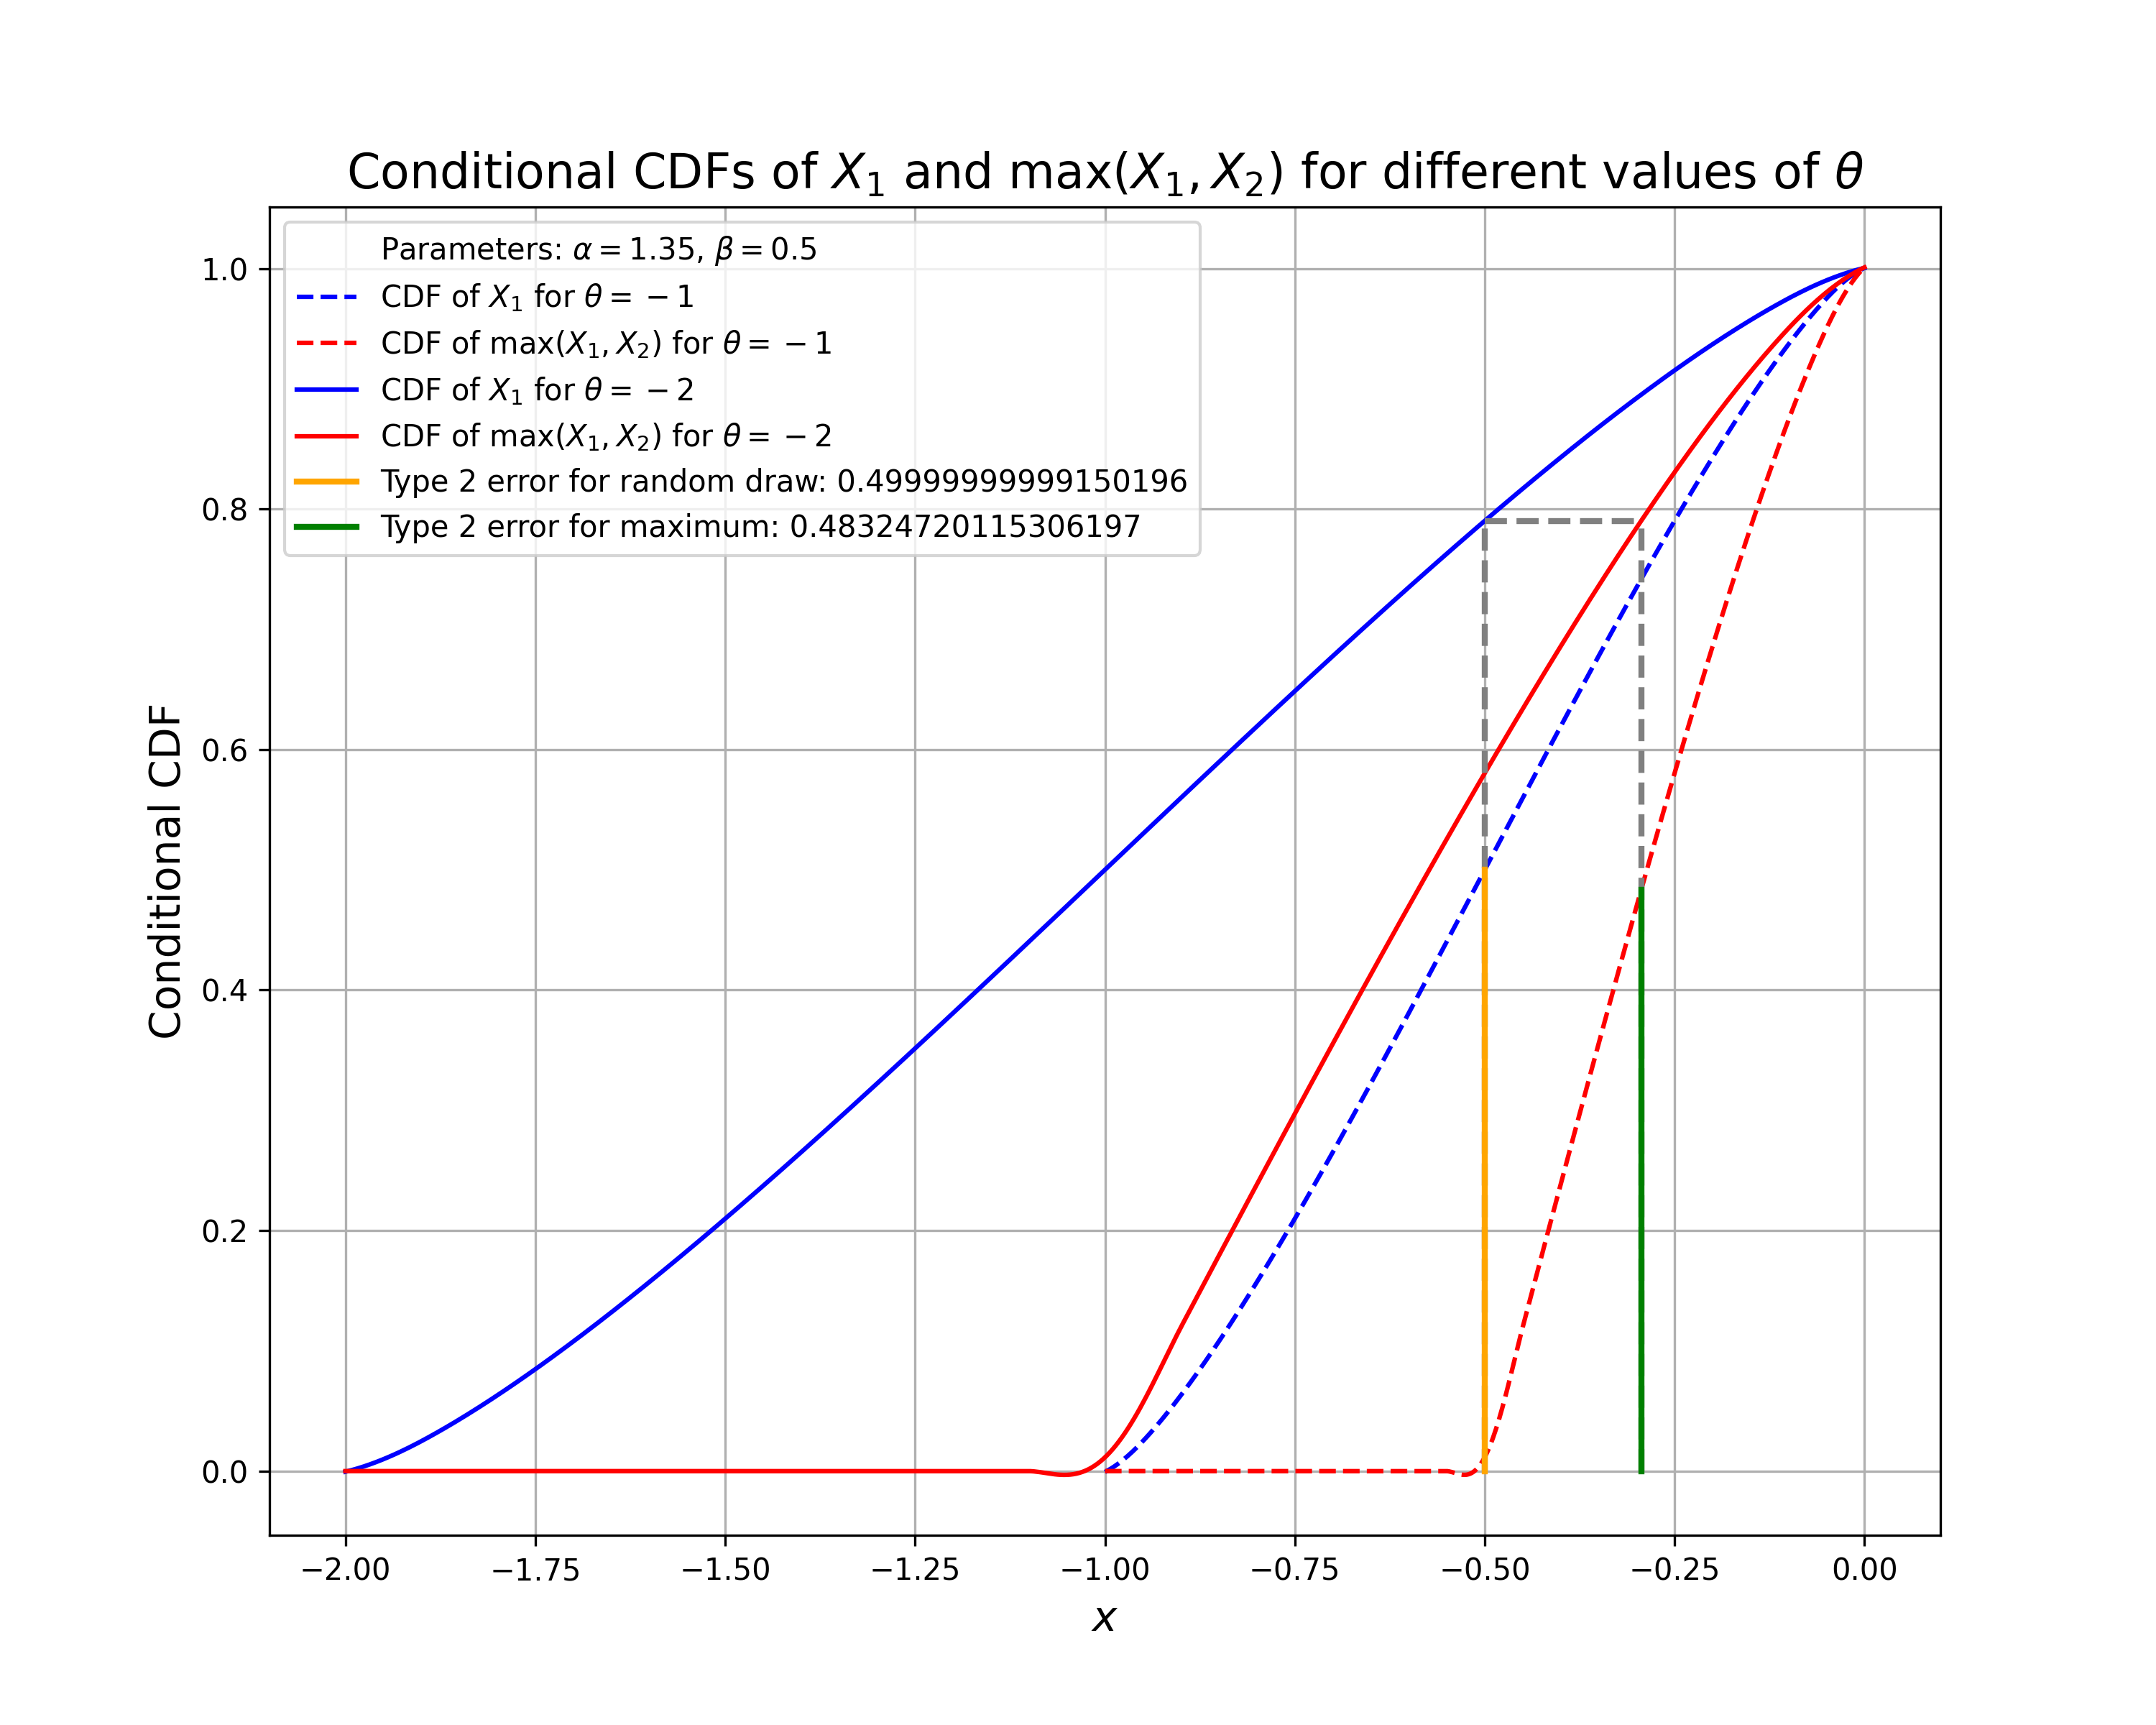 Conditional CDFs of X₁ and max(X₁, X₂) for different values of θ
Parameters: α = 1.35, β = 0.5
CDF of X₁ for θ = −1
CDF of max(X₁, X₂) for θ = −1
CDF of X₁ for θ = −2
CDF of max(X₁, X₂) for θ = −2
Type 2 error for random draw: 0.49999999999150196
Type 2 error for maximum: 0.48324720115306197
Conditional CDF
1.0
0.8
0.6
0.4
0.2
0.0
−2.00 −1.75 −1.50 −1.25 −1.00 −0.75 −0.50 −0.25 0.00
x